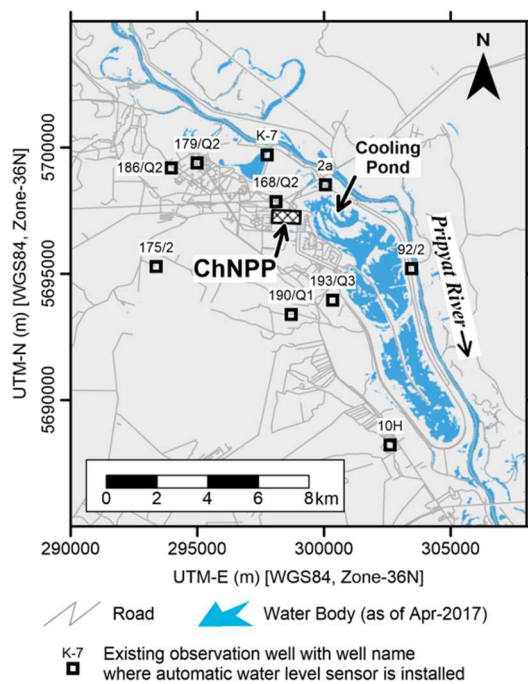 N
K-7
179/Q2
Cooling
Pond
2a
186/Q2
168/Q2
ChNPP
175/2
92/2
Pripyat River
193/Q3
190/Q1
10H
0 2 4 6 8 km
5700000
5695000
5690000
UTM-N (m) [WGS84, Zone-36N]
290000 295000 300000 305000
UTM-E (m) [WGS84, Zone-36N]
Road
Water Body (as of Apr-2017)
K-7
Existing observation well with well name
where automatic water level sensor is installed